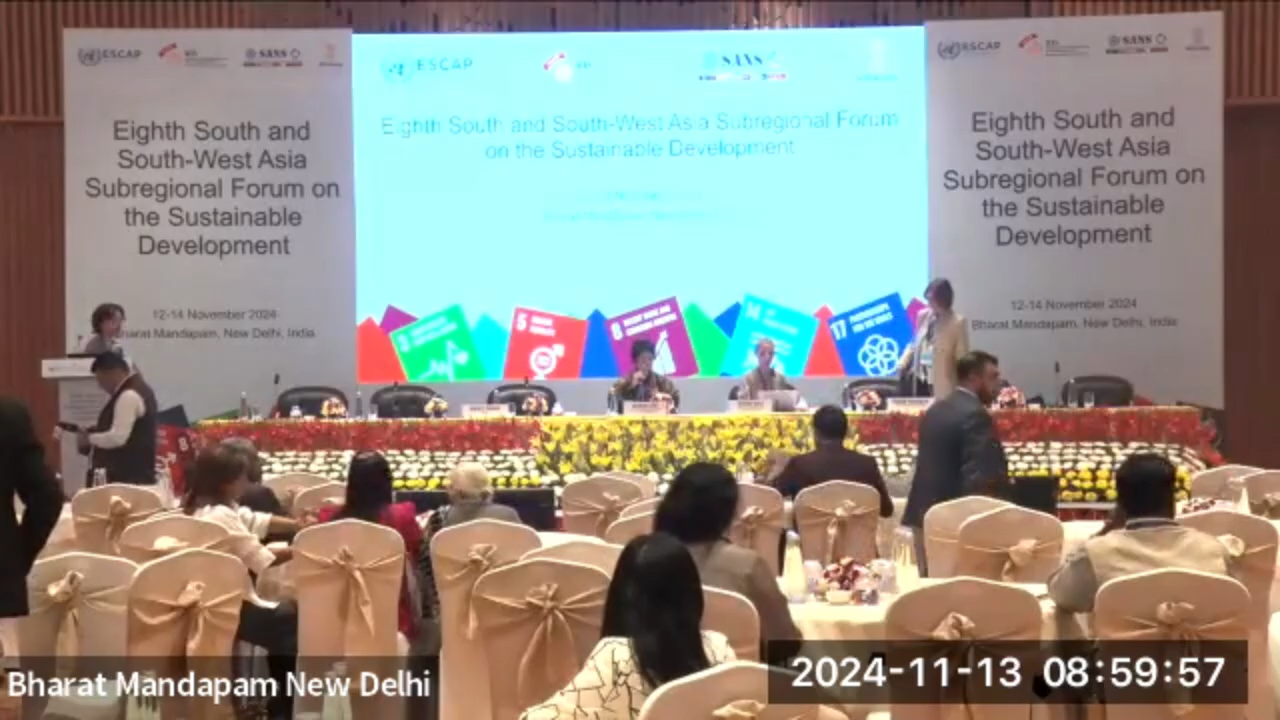 ESCAP
SANS
Eighth South and
South-West Asia
Subregional Forum on
the Sustainable
Development
12-14 November 2024
Bharat Mandapam, New Delhi, India
ESCAP
SANS
Eighth South and South-West Asia Subregional Forum
on the Sustainable Development
5
8
14
17
ESCAP
SANS
Eighth South and
South-West Asia
Subregional Forum on
the Sustainable
Development
12-14 November 2024
Bharat Mandapam, New Delhi, India
Bharat Mandapam New Delhi
2024-11-13 08:59:57